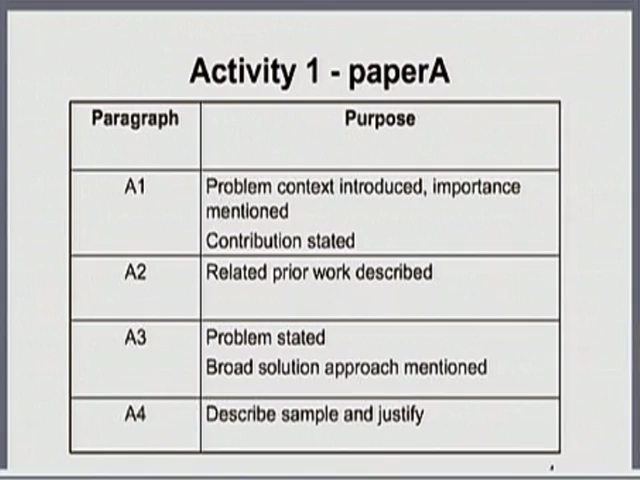 Activity 1 - paperA
Paragraph Purpose
A1 Problem context introduced, importance
mentioned
Contribution stated
A2 Related prior work described
A3 Problem stated
Broad solution approach mentioned
A4 Describe sample and justify